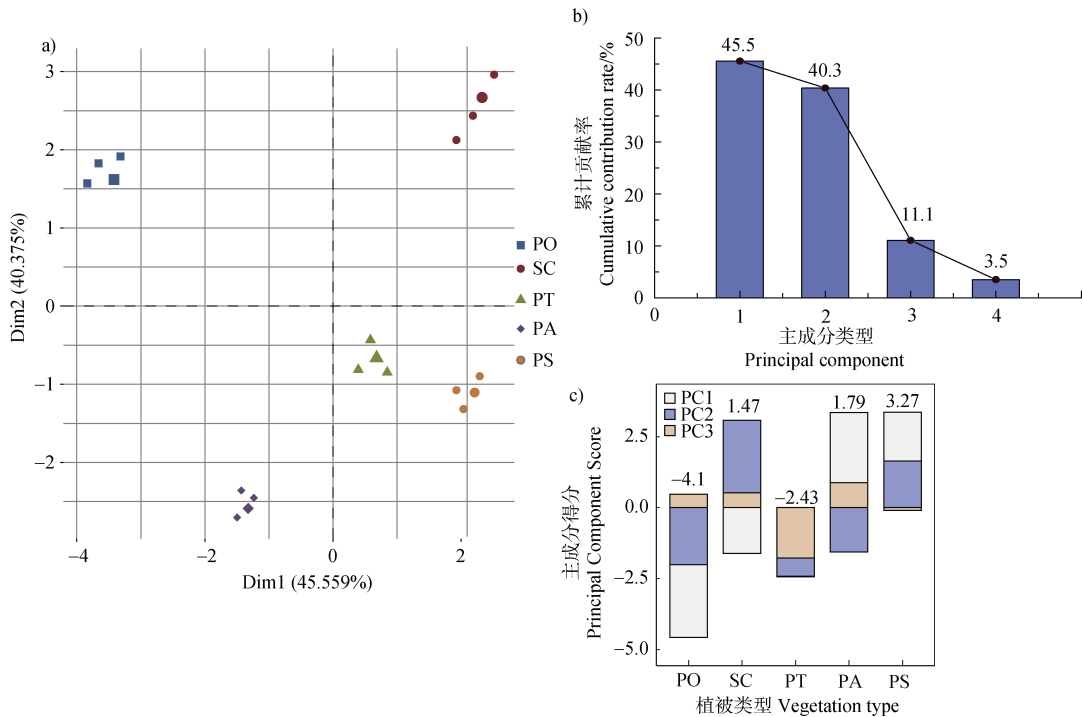 a)
3
2
1
0
−1
−2
−4
−2
0
2
Dim2 (40.375%)
Dim1 (45.559%)
PO
SC
PT
PA
PS
b)
50
40
30
20
10
0
45.5
40.3
11.1
3.5
0
1
2
3
4
累计贡献率
Cumulative contribution rate/%
主成分类型
Principal component
c)
PC1
PC2
PC3
2.5
0.0
−2.5
−5.0
−4.1
1.47
−2.43
1.79
3.27
主成分得分
Principal Component Score
PO
SC
PT
PA
PS
植被类型 Vegetation type